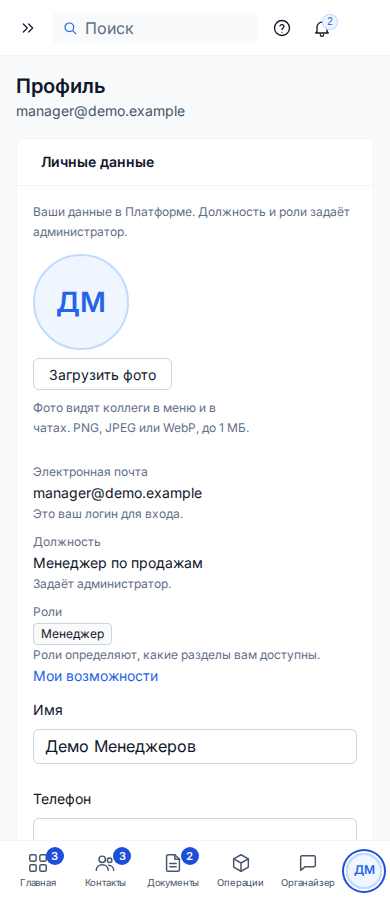 Поиск
2
Профиль
manager@demo.example
Личные данные
Ваши данные в Платформе. Должность и роли задаёт
администратор.
ДМ
Загрузить фото
Фото видят коллеги в меню и в
чатах. PNG, JPEG или WebP, до 1 МБ.
Электронная почта
manager@demo.example
Это ваш логин для входа.
Должность
Менеджер по продажам
Задаёт администратор.
Роли
Менеджер
Роли определяют, какие разделы вам доступны.
Мои возможности
Имя
Демо Менеджеров
Телефон
3
3
2
ДМ
Главная
Контакты
Документы
Операции
Органайзер